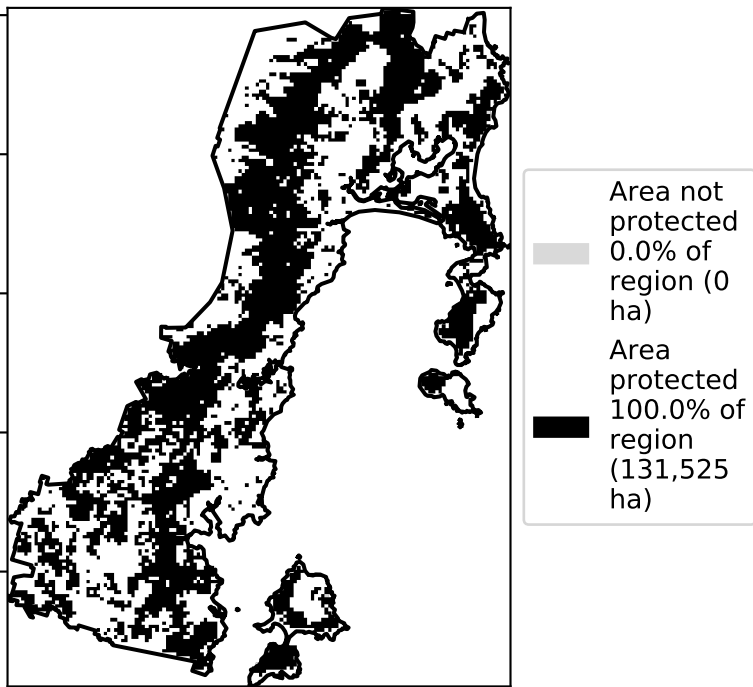 Area not
protected
0.0% of
region (0
ha)
Area
protected
100.0% of
region
(131,525
ha)